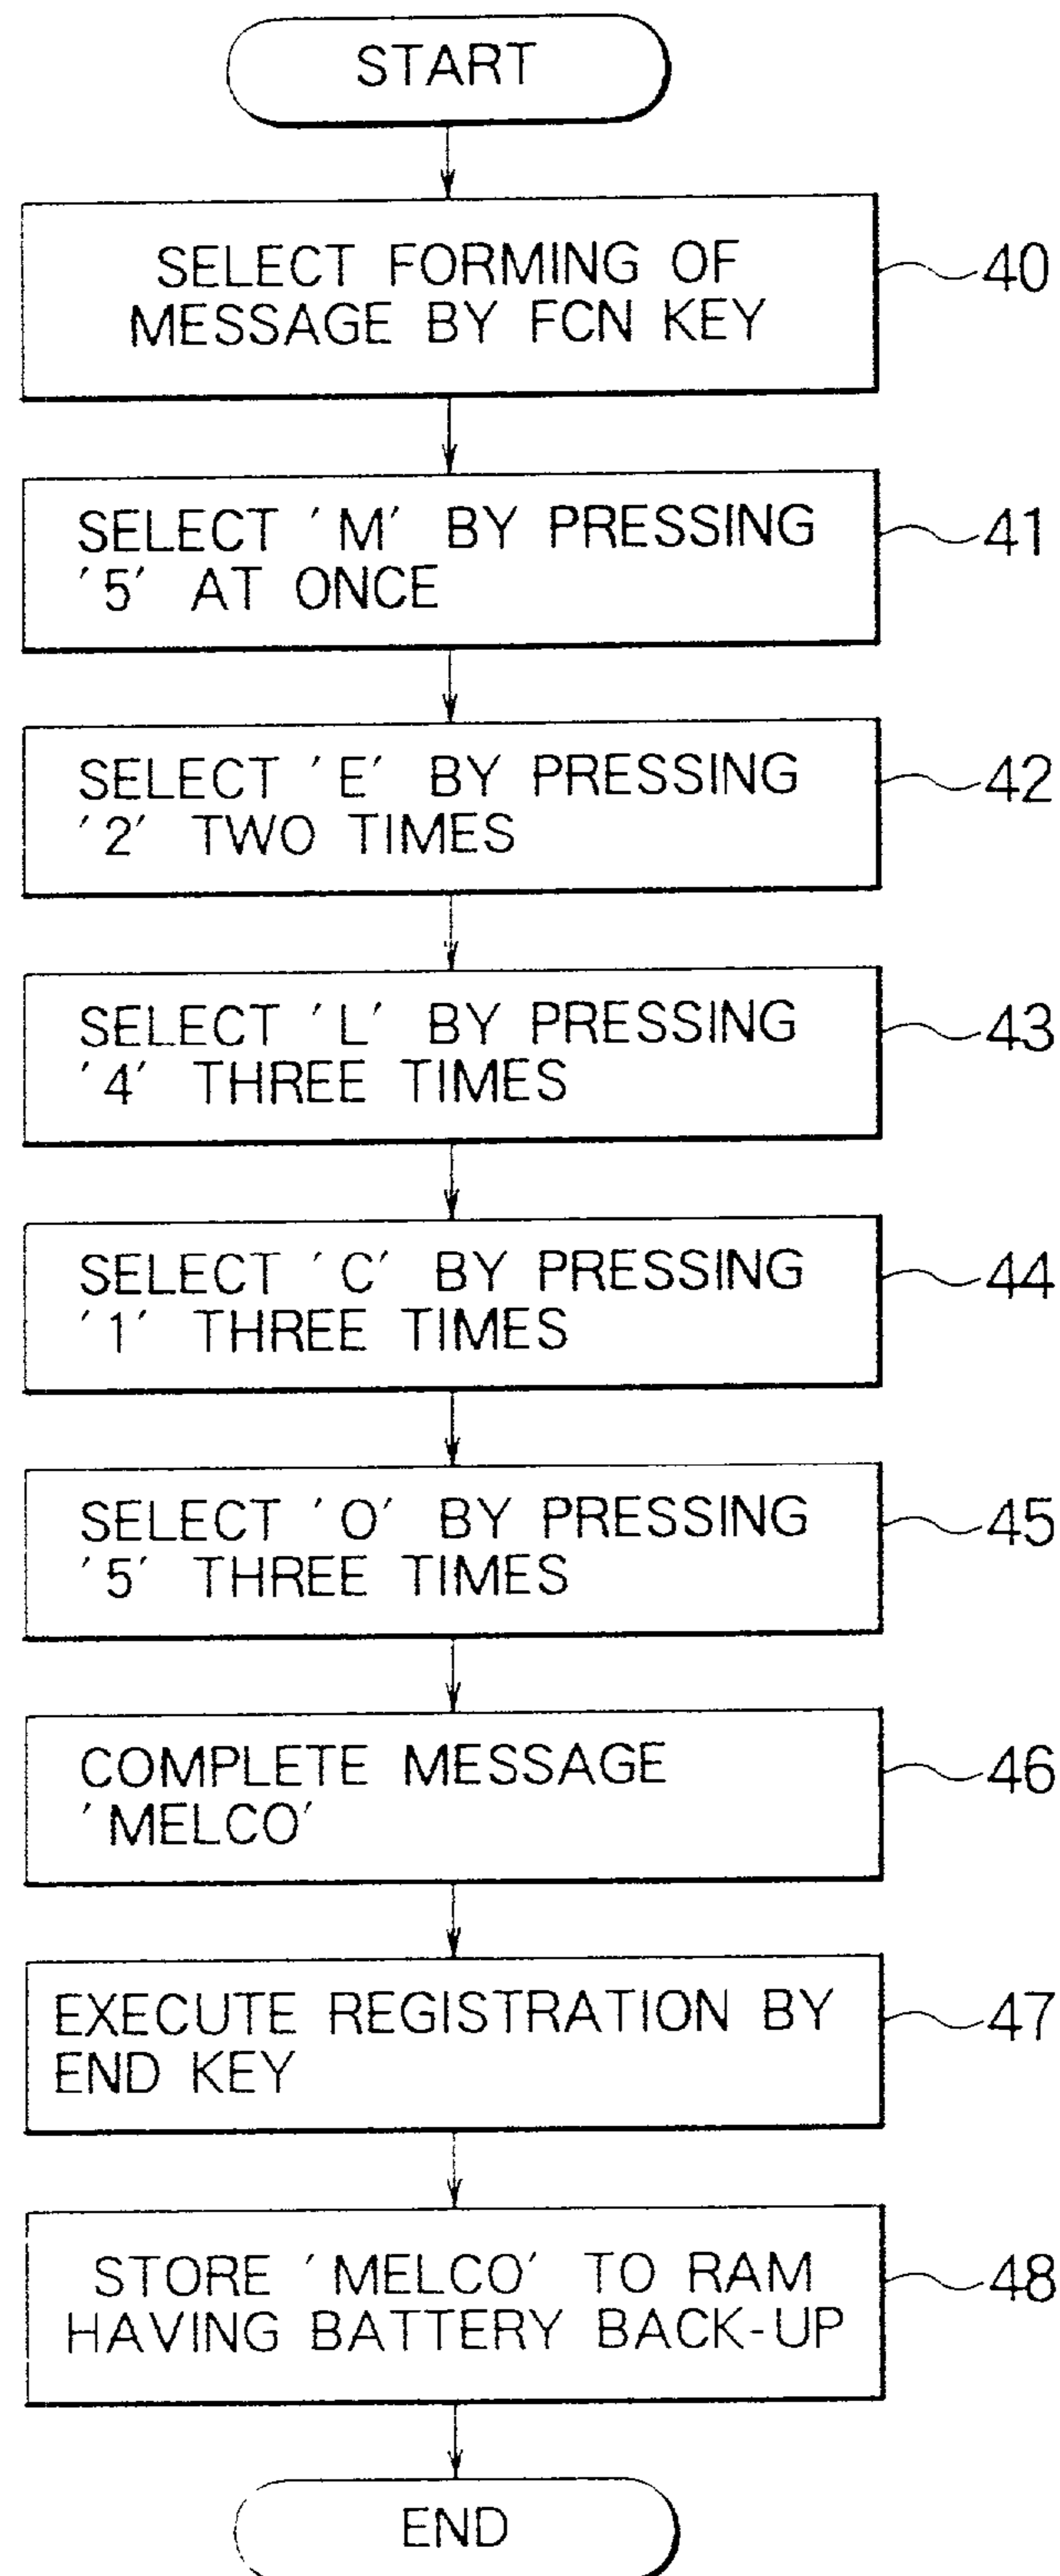 START
SELECT FORMING OF
MESSAGE BY FCN KEY
40
SELECT 'M' BY PRESSING
'5' AT ONCE
41
SELECT 'E' BY PRESSING
'2' TWO TIMES
42
SELECT 'L' BY PRESSING
'4' THREE TIMES
43
SELECT 'C' BY PRESSING
'1' THREE TIMES
44
SELECT 'O' BY PRESSING
'5' THREE TIMES
45
COMPLETE MESSAGE
'MELCO'
46
EXECUTE REGISTRATION BY
END KEY
47
STORE 'MELCO' TO RAM
HAVING BATTERY BACK-UP
48
END